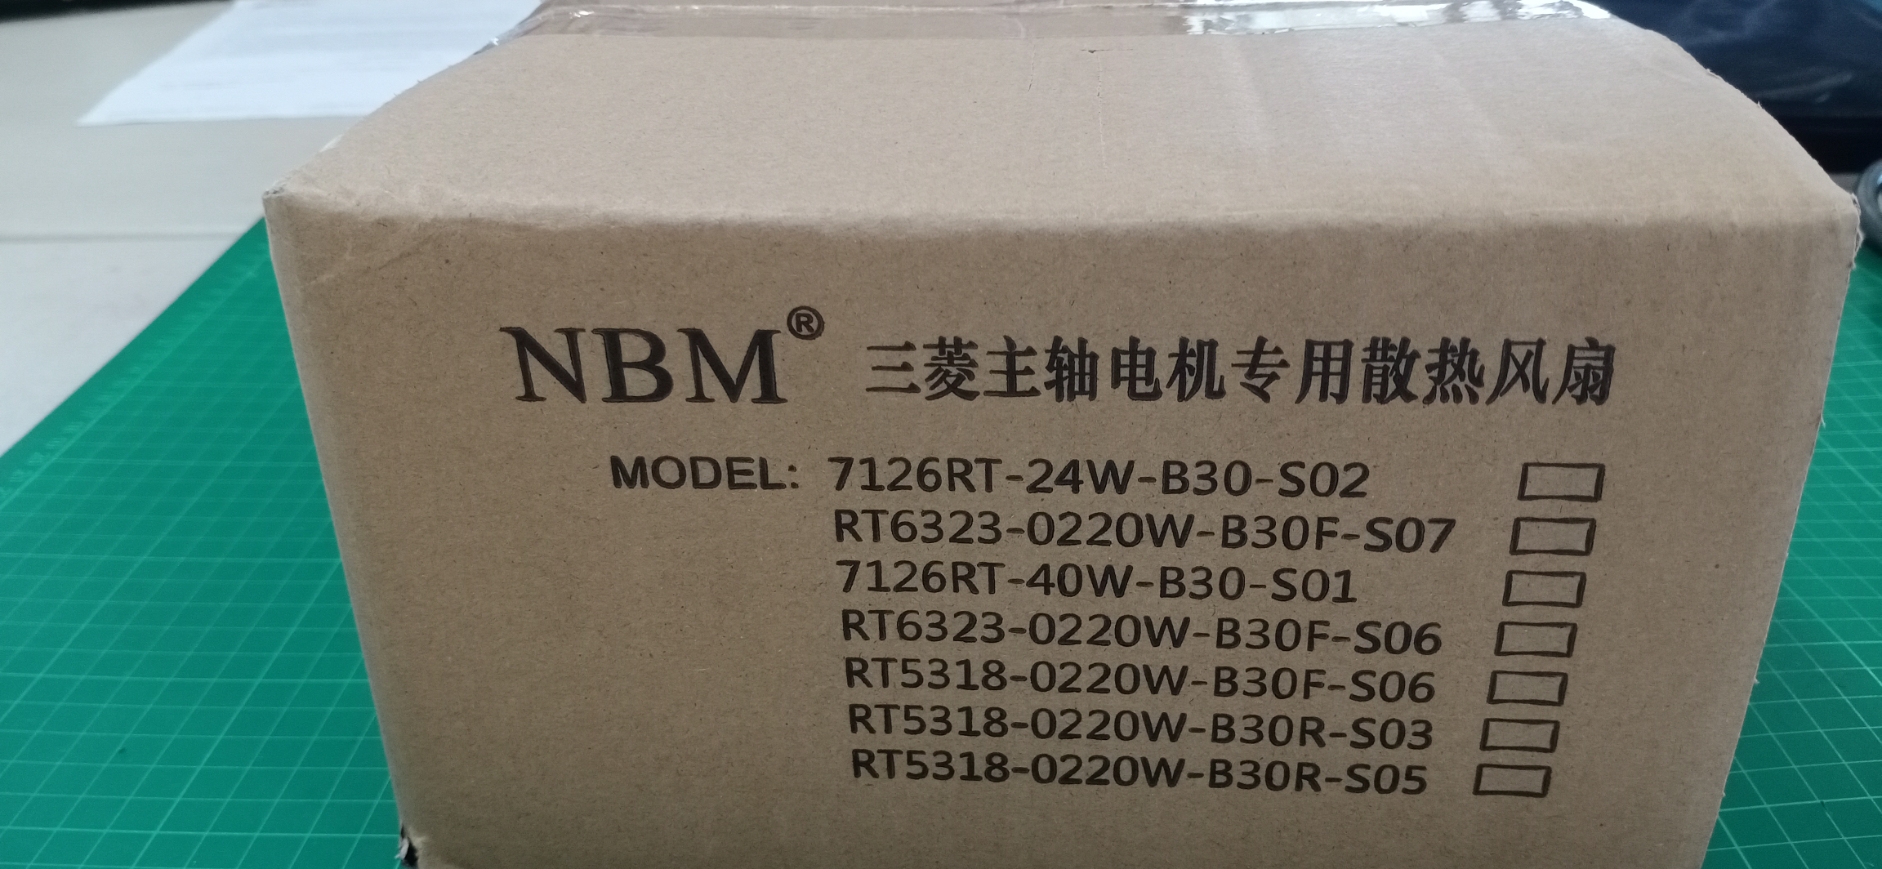 NBM® 三菱主轴电机专用散热风扇
MODEL: 7126RT-24W-B30-S02
RT6323-0220W-B30F-S07
7126RT-40W-B30-S01
RT6323-0220W-B30F-S06
RT5318-0220W-B30F-S06
RT5318-0220W-B30R-S03
RT5318-0220W-B30R-S05